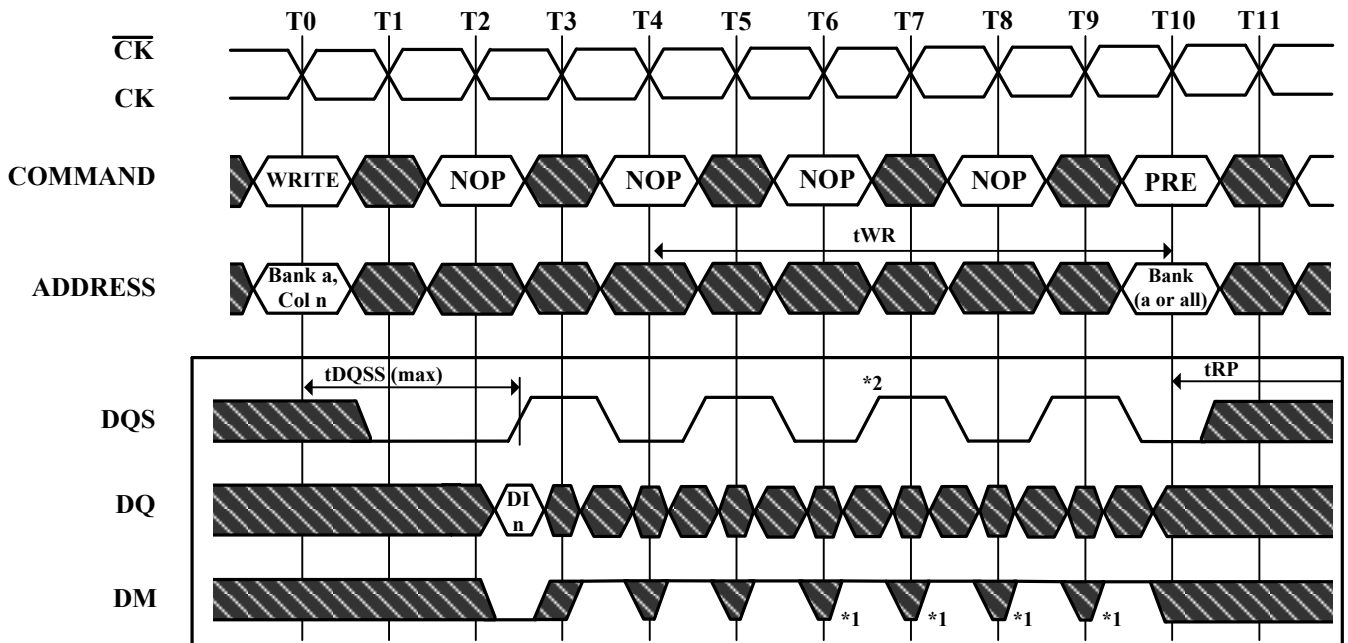 T0 T1 T2 T3 T4 T5 T6 T7 T8 T9 T10 T11
CK
CK
COMMAND WRITE NOP NOP NOP NOP PRE
tWR
ADDRESS Bank a, Col n Bank (a or all)
tDQSS (max) *2 tRP
DQS
DQ DI n
DM *1 *1 *1 *1